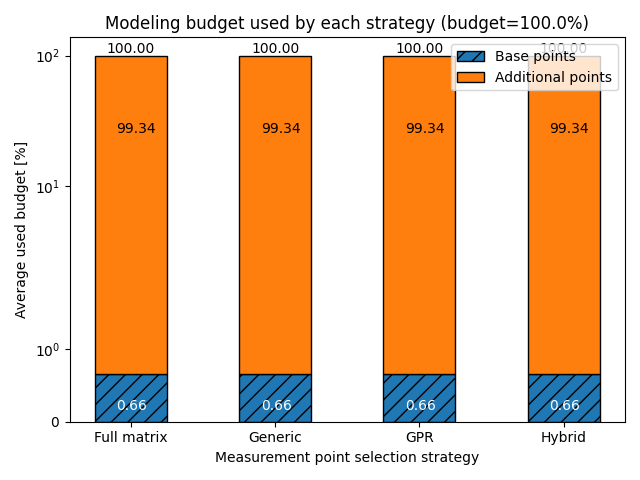 Modeling budget used by each strategy (budget=100.0%)
100.00 100.00 100.00 100.00
Base points
Additional points
99.34 99.34 99.34 99.34
0.66 0.66 0.66 0.66
10²
10¹
10⁰
0
Average used budget [%]
Full matrix Generic GPR Hybrid
Measurement point selection strategy